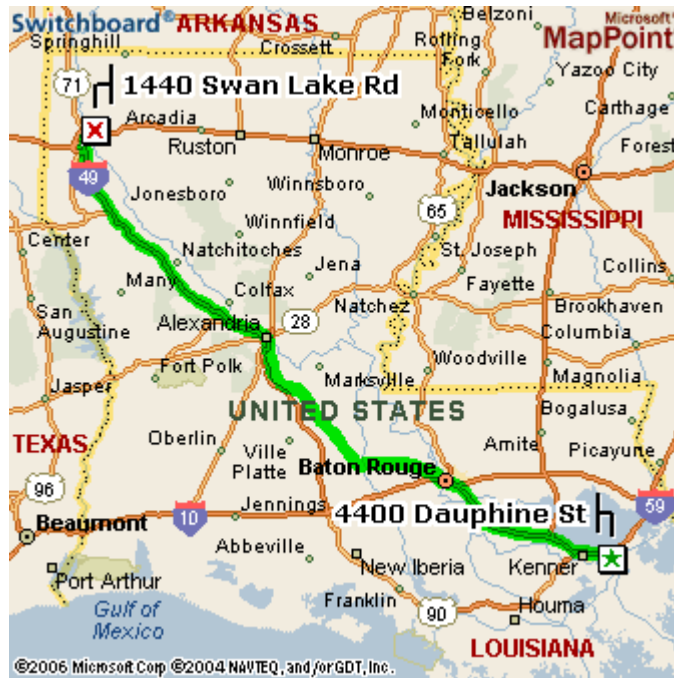 Switchboard® ARKANSAS
Microsoft®
MapPoint
Belzoni
Springhill
Crossett
Rolling
Fork
Yazoo City
71
1440 Swan Lake Rd
Carthage
Arcadia
Monticello
Ruston
Monroe
Tallulah
Forest
49
Jonesboro
Winnsboro
Jackson
65
MISSISSIPPI
Winnfield
Center
Natchitoches
St. Joseph
Many
Jena
Fayette
Collins
Colfax
Natchez
Brookhaven
San
Augustine
Alexandria
28
Columbia
Fort Polk
Marksville
Woodville
Jasper
Magnolia
UNITED STATES
Bogalusa
TEXAS
Oberlin
Ville
Platte
Amite
Picayune
Baton Rouge
96
10
Jennings
4400 Dauphine St
59
Beaumont
Abbeville
New Iberia
Kenner
Port Arthur
Gulf of
Mexico
Franklin
90
Houma
LOUISIANA
©2006 Microsoft Corp ©2004 NAVTEQ, and/or GDT, Inc.